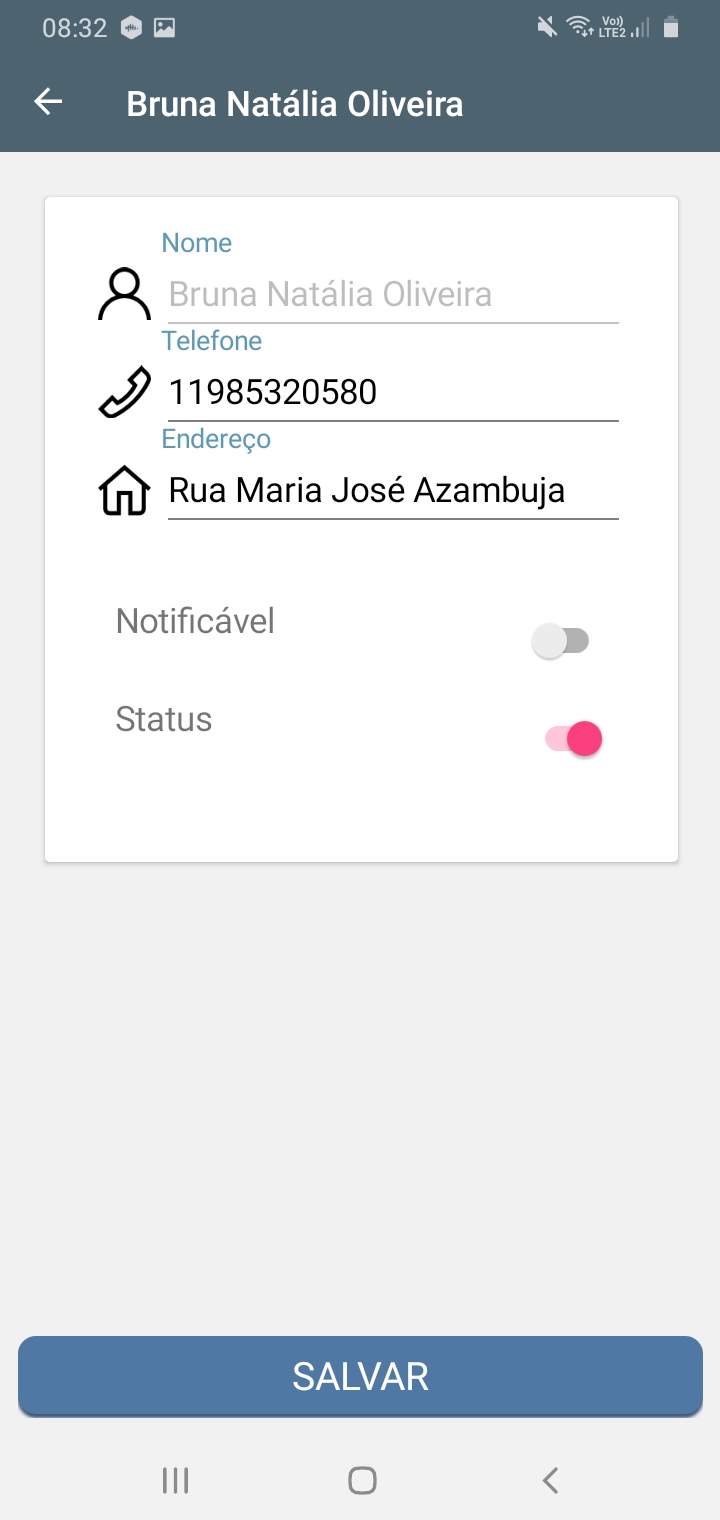 08:32
Vo))
LTE2
Bruna Natália Oliveira
Nome
Bruna Natália Oliveira
Telefone
11985320580
Endereço
Rua Maria José Azambuja
Notificável
Status
SALVAR